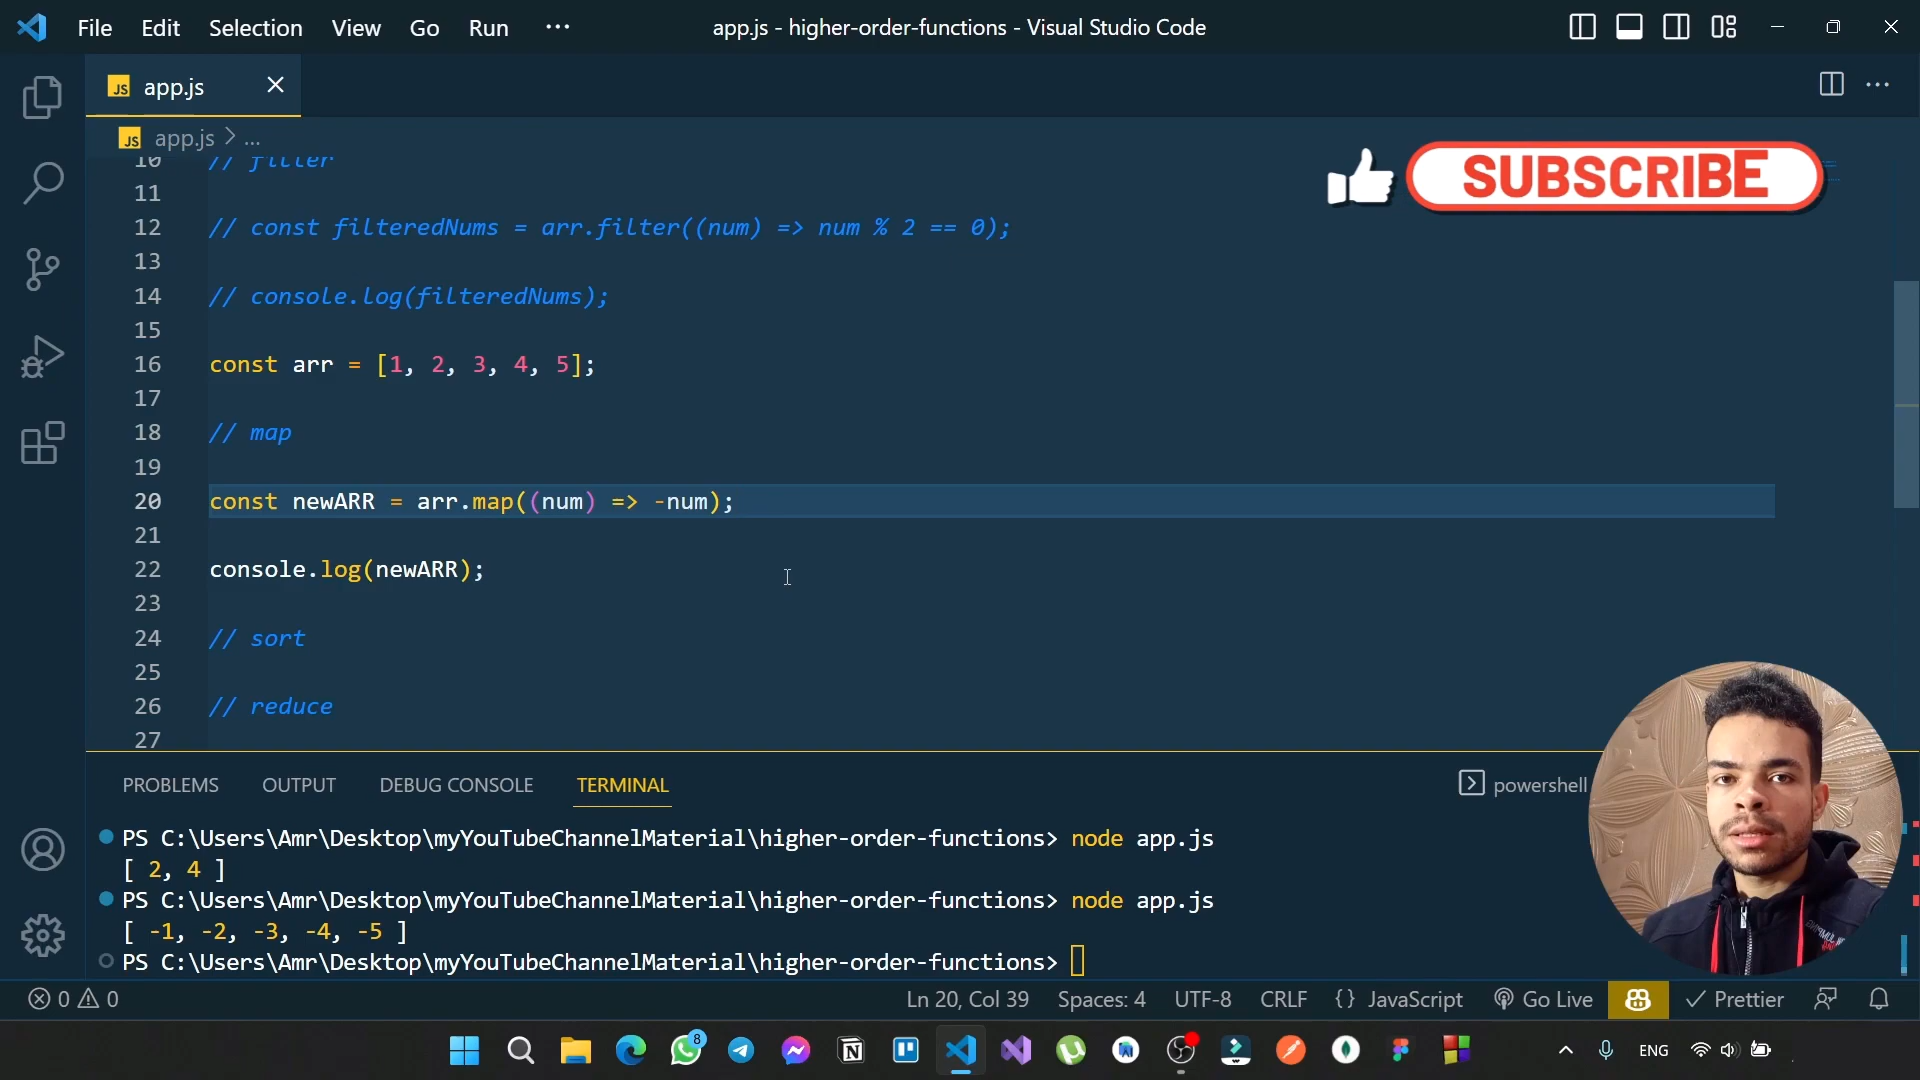 File Edit Selection View Go Run ··· app.js - higher-order-functions - Visual Studio Code
JS app.js
JS app.js > ...
SUBSCRIBE
10 // filter
11
12 // const filteredNums = arr.filter((num) => num % 2 == 0);
13
14 // console.log(filteredNums);
15
16 const arr = [1, 2, 3, 4, 5];
17
18 // map
19
20 const newARR = arr.map((num) => -num);
21
22 console.log(newARR);
23
24 // sort
25
26 // reduce
27
PROBLEMS OUTPUT DEBUG CONSOLE TERMINAL powershell
PS C:\Users\Amr\Desktop\myYouTubeChannelMaterial\higher-order-functions> node app.js
[ 2, 4 ]
PS C:\Users\Amr\Desktop\myYouTubeChannelMaterial\higher-order-functions> node app.js
[ -1, -2, -3, -4, -5 ]
PS C:\Users\Amr\Desktop\myYouTubeChannelMaterial\higher-order-functions>
0 0 Ln 20, Col 39 Spaces: 4 UTF-8 CRLF {} JavaScript Go Live Prettier
8 ENG